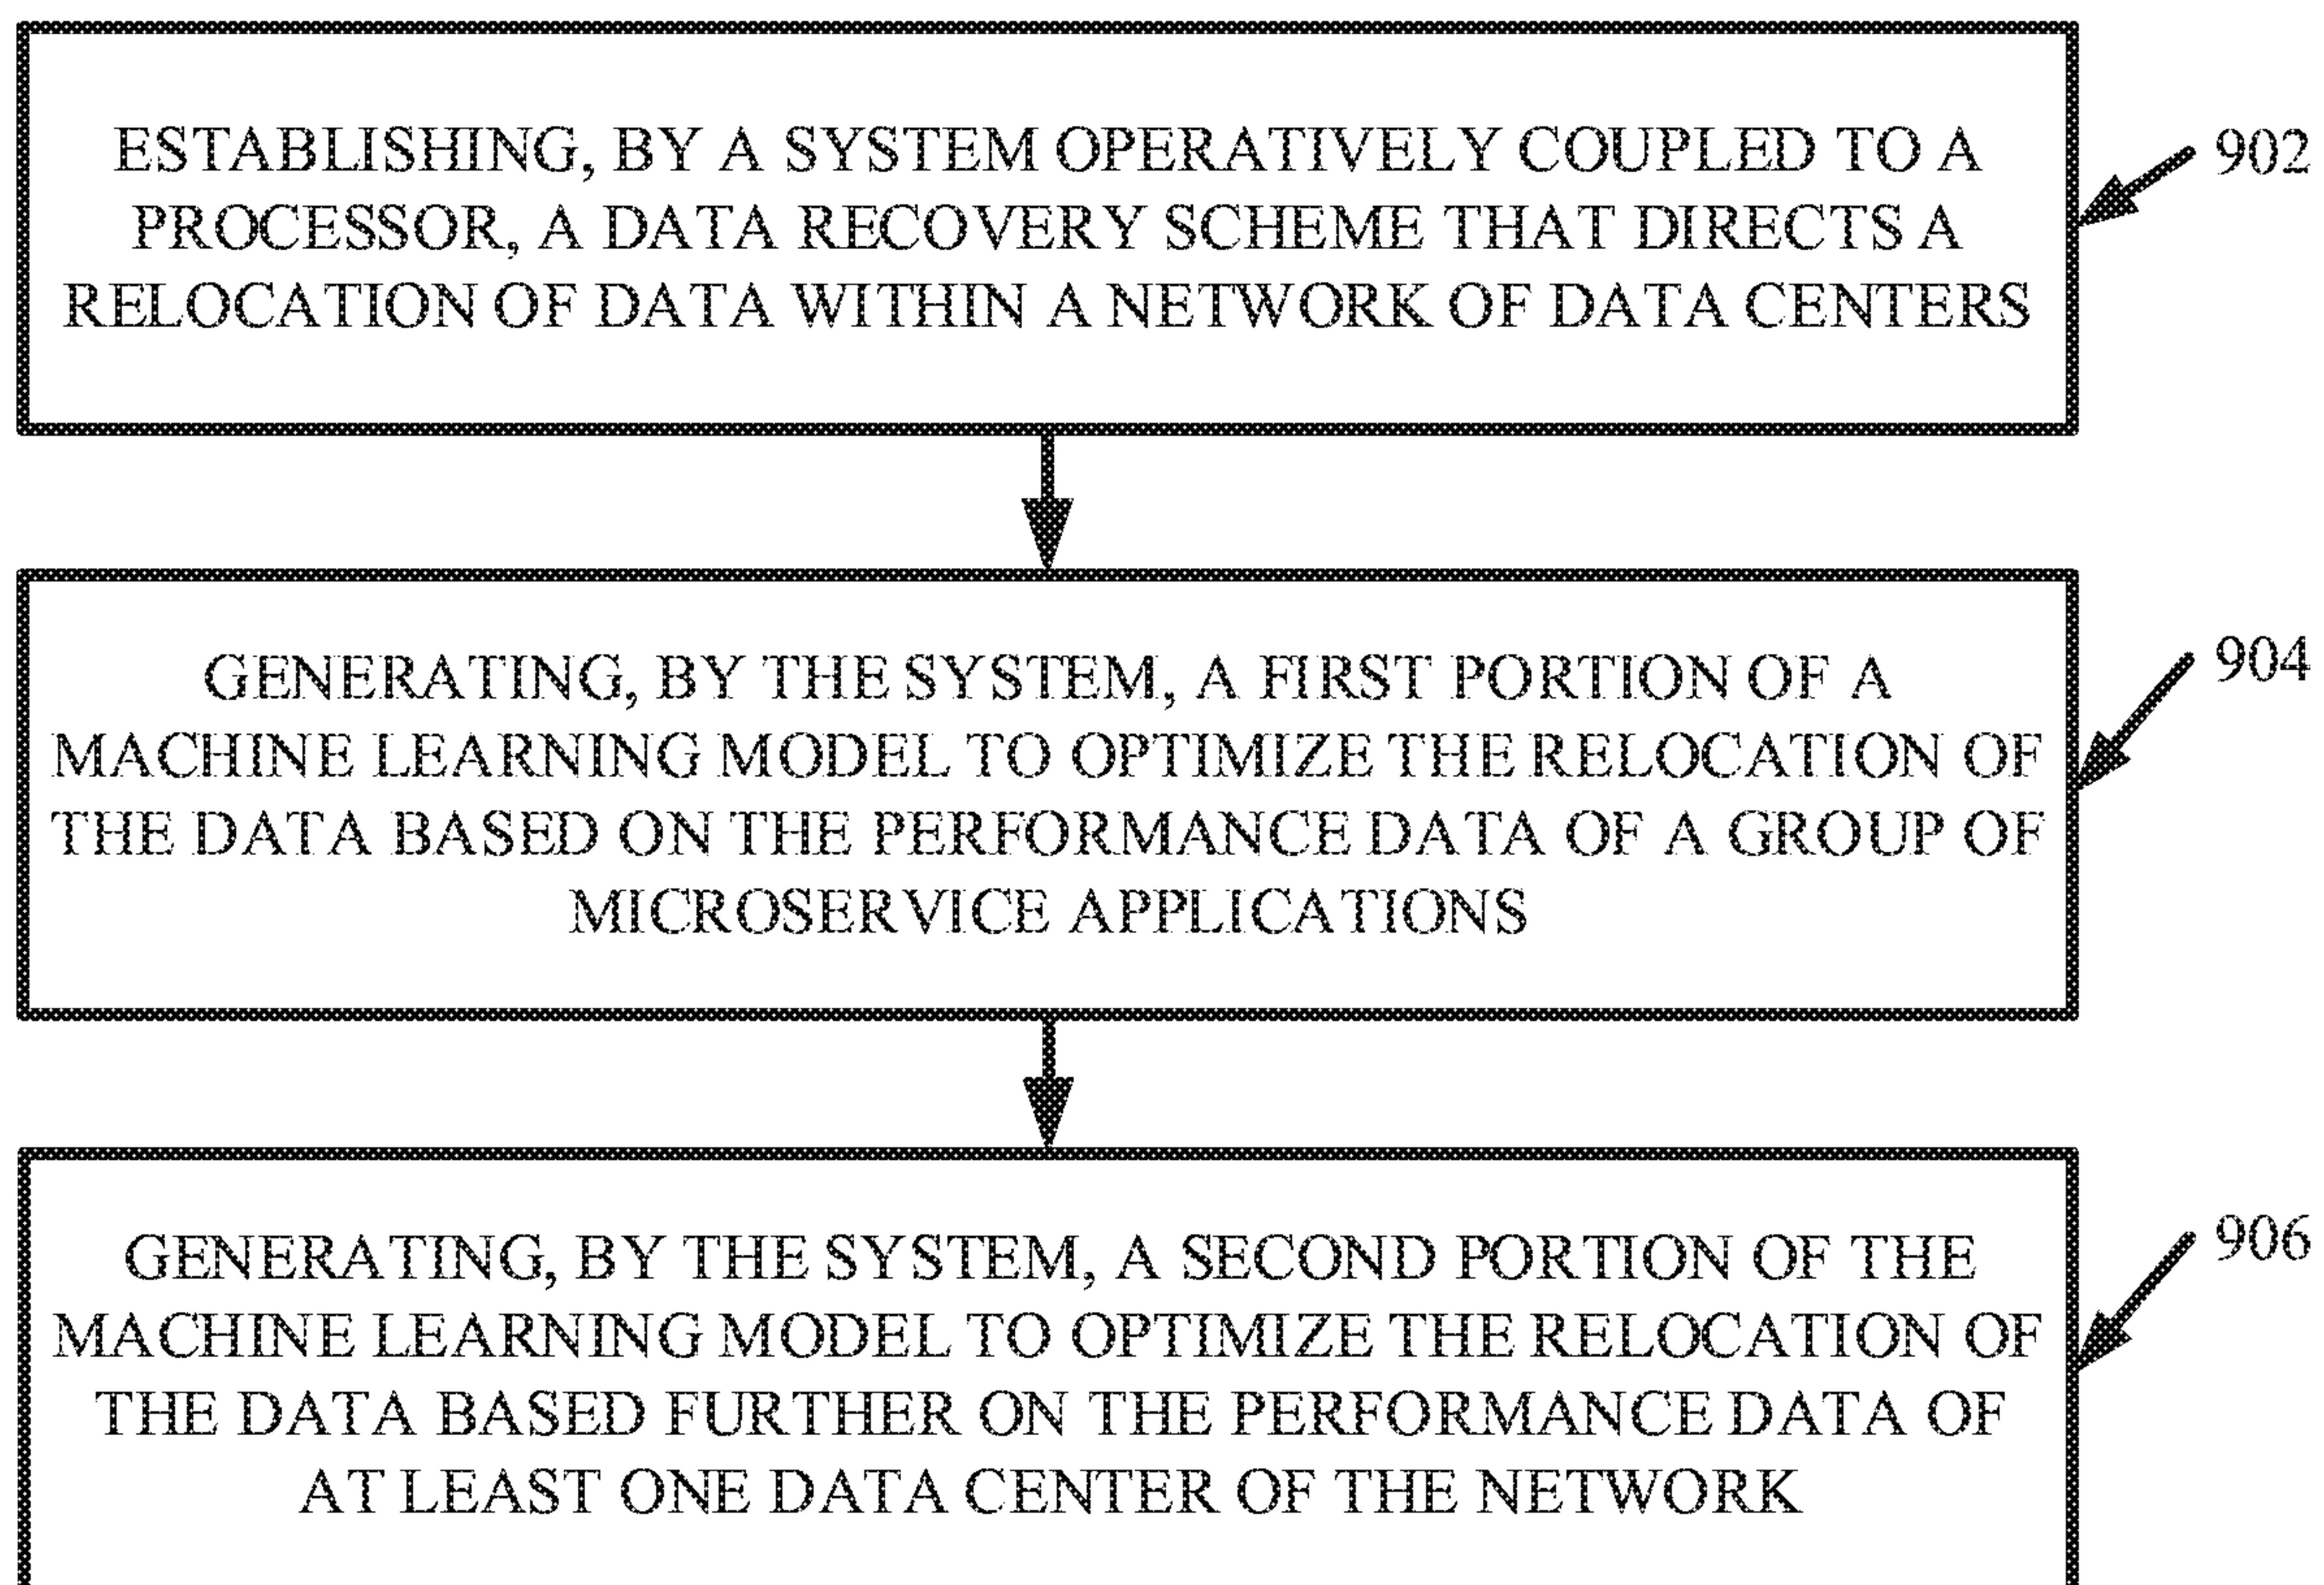 ESTABLISHING, BY A SYSTEM OPERATIVELY COUPLED TO A
PROCESSOR, A DATA RECOVERY SCHEME THAT DIRECTS A
RELOCATION OF DATA WITHIN A NETWORK OF DATA CENTERS
902
GENERATING, BY THE SYSTEM, A FIRST PORTION OF A
MACHINE LEARNING MODEL TO OPTIMIZE THE RELOCATION OF
THE DATA BASED ON THE PERFORMANCE DATA OF A GROUP OF
MICROSERVICE APPLICATIONS
904
GENERATING, BY THE SYSTEM, A SECOND PORTION OF THE
MACHINE LEARNING MODEL TO OPTIMIZE THE RELOCATION OF
THE DATA BASED FURTHER ON THE PERFORMANCE DATA OF
AT LEAST ONE DATA CENTER OF THE NETWORK
906